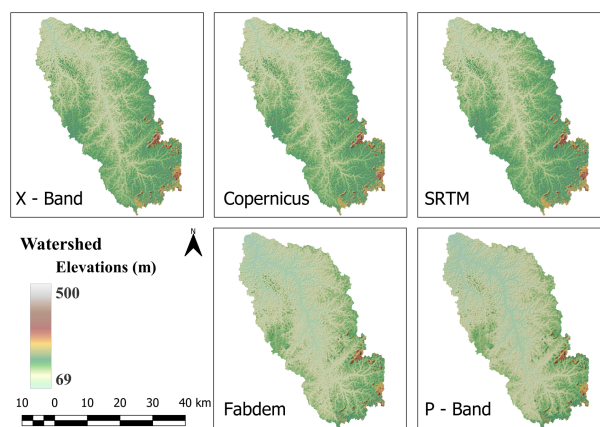 X - Band
Copernicus
SRTM
Watershed
Elevations (m)
500
69
N
10 0 10 20 30 40 km
Fabdem
P - Band